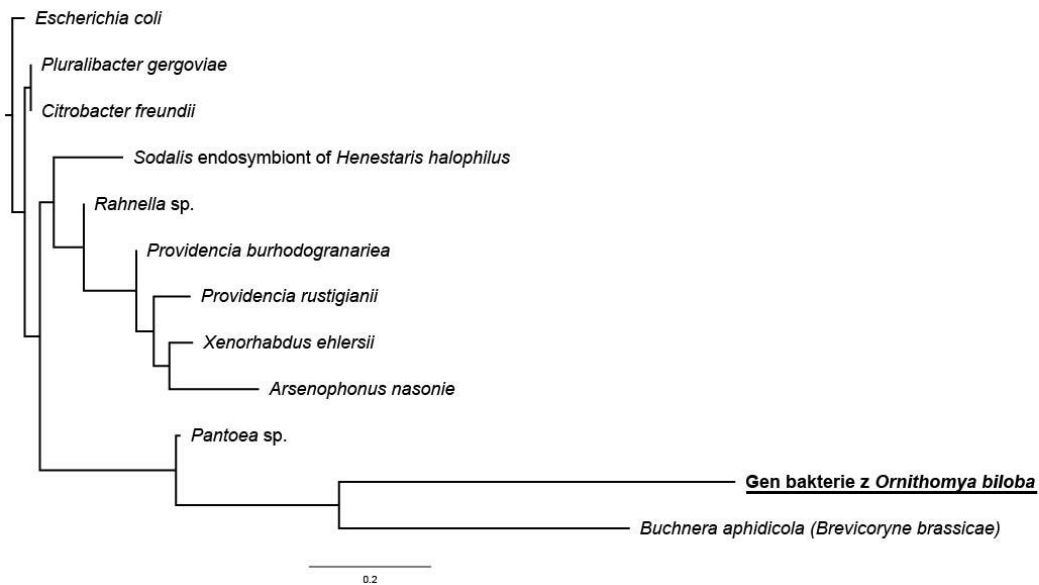 Escherichia coli
Pluralibacter gergoviae
Citrobacter freundii
Sodalis endosymbiont of Henestaris halophilus
Rahnella sp.
Providencia burhodogranariea
Providencia rustigianii
Xenorhabdus ehlersii
Arsenophonus nasonie
Pantoea sp.
Gen bakterie z Ornithomya biloba
Buchnera aphidicola (Brevicoryne brassicae)
0.2